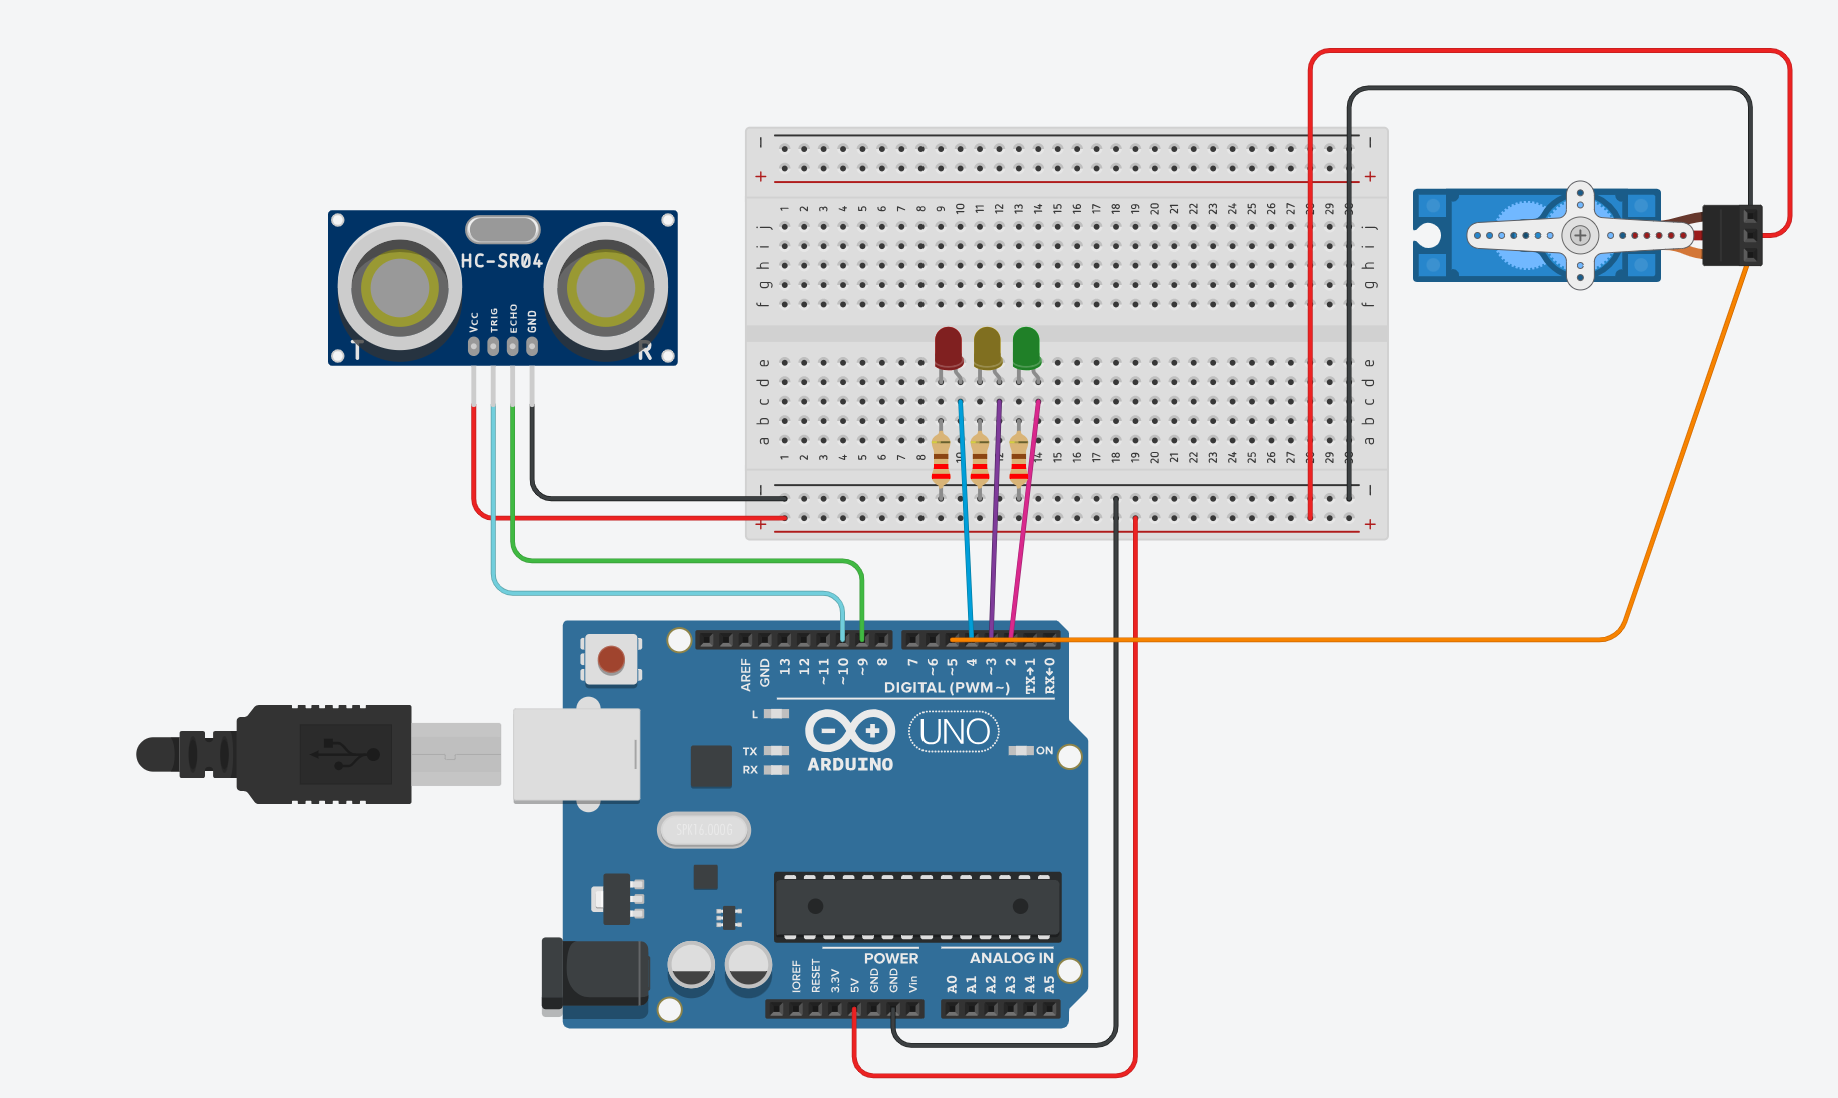 HC-SR04
Vcc TRIG ECHO GND
T R
− −
+ +
1 2 3 4 5 6 7 8 9 10 11 12 13 14 15 16 17 18 19 20 21 22 23 24 25 26 27 28 29 30
j j
i i
h h
g g
f f
e e
d d
c c
b b
a a
1 2 3 4 5 6 7 8 9 10 11 12 13 14 15 16 17 18 19 20 21 22 23 24 25 26 27 28 29 30
− −
+ +
AREF GND 13 12 ~11 ~10 ~9 8 7 ~6 ~5 4 ~3 2 TX→1 RX←0
DIGITAL (PWM~)
L
TX
RX
UNO
ON
ARDUINO
SPK16.000G
POWER ANALOG IN
IOREF RESET 3.3V 5V GND GND Vin A0 A1 A2 A3 A4 A5